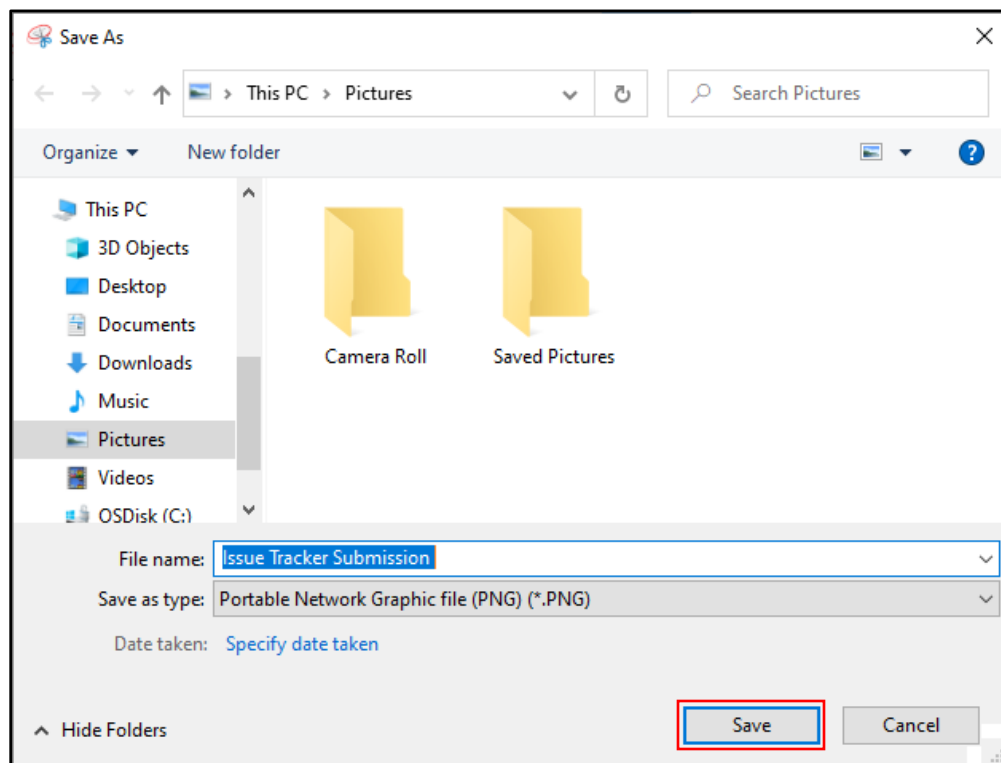 Save As
This PC > Pictures
Search Pictures
Organize
New folder
?
This PC
3D Objects
Desktop
Documents
Downloads
Music
Pictures
Videos
OSDisk (C:)
Camera Roll
Saved Pictures
File name: Issue Tracker Submission
Save as type: Portable Network Graphic file (PNG) (*.PNG)
Date taken: Specify date taken
Hide Folders
Save
Cancel